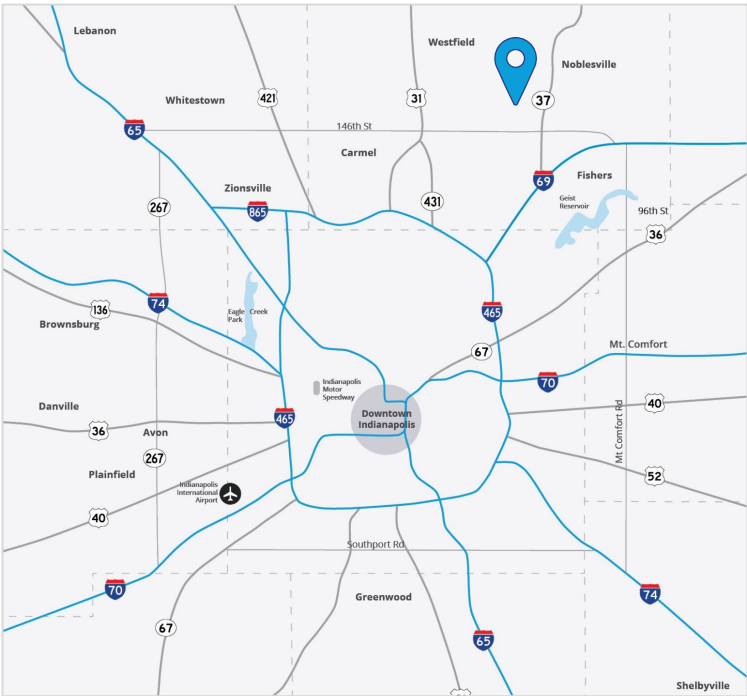 Lebanon
Westfield
Noblesville
Whitestown
421
31
37
65
146th St
Carmel
69
Fishers
Zionsville
431
Geist
Reservoir
267
865
96th St
36
74
136
Eagle Creek
Park
465
Brownsburg
67
Mt. Comfort
70
Indianapolis
Motor
Speedway
Danville
40
465
Downtown
Indianapolis
Mt Comfort Rd
36
Avon
267
Plainfield
52
Indianapolis
International
Airport
40
Southport Rd
70
Greenwood
74
67
65
Shelbyville